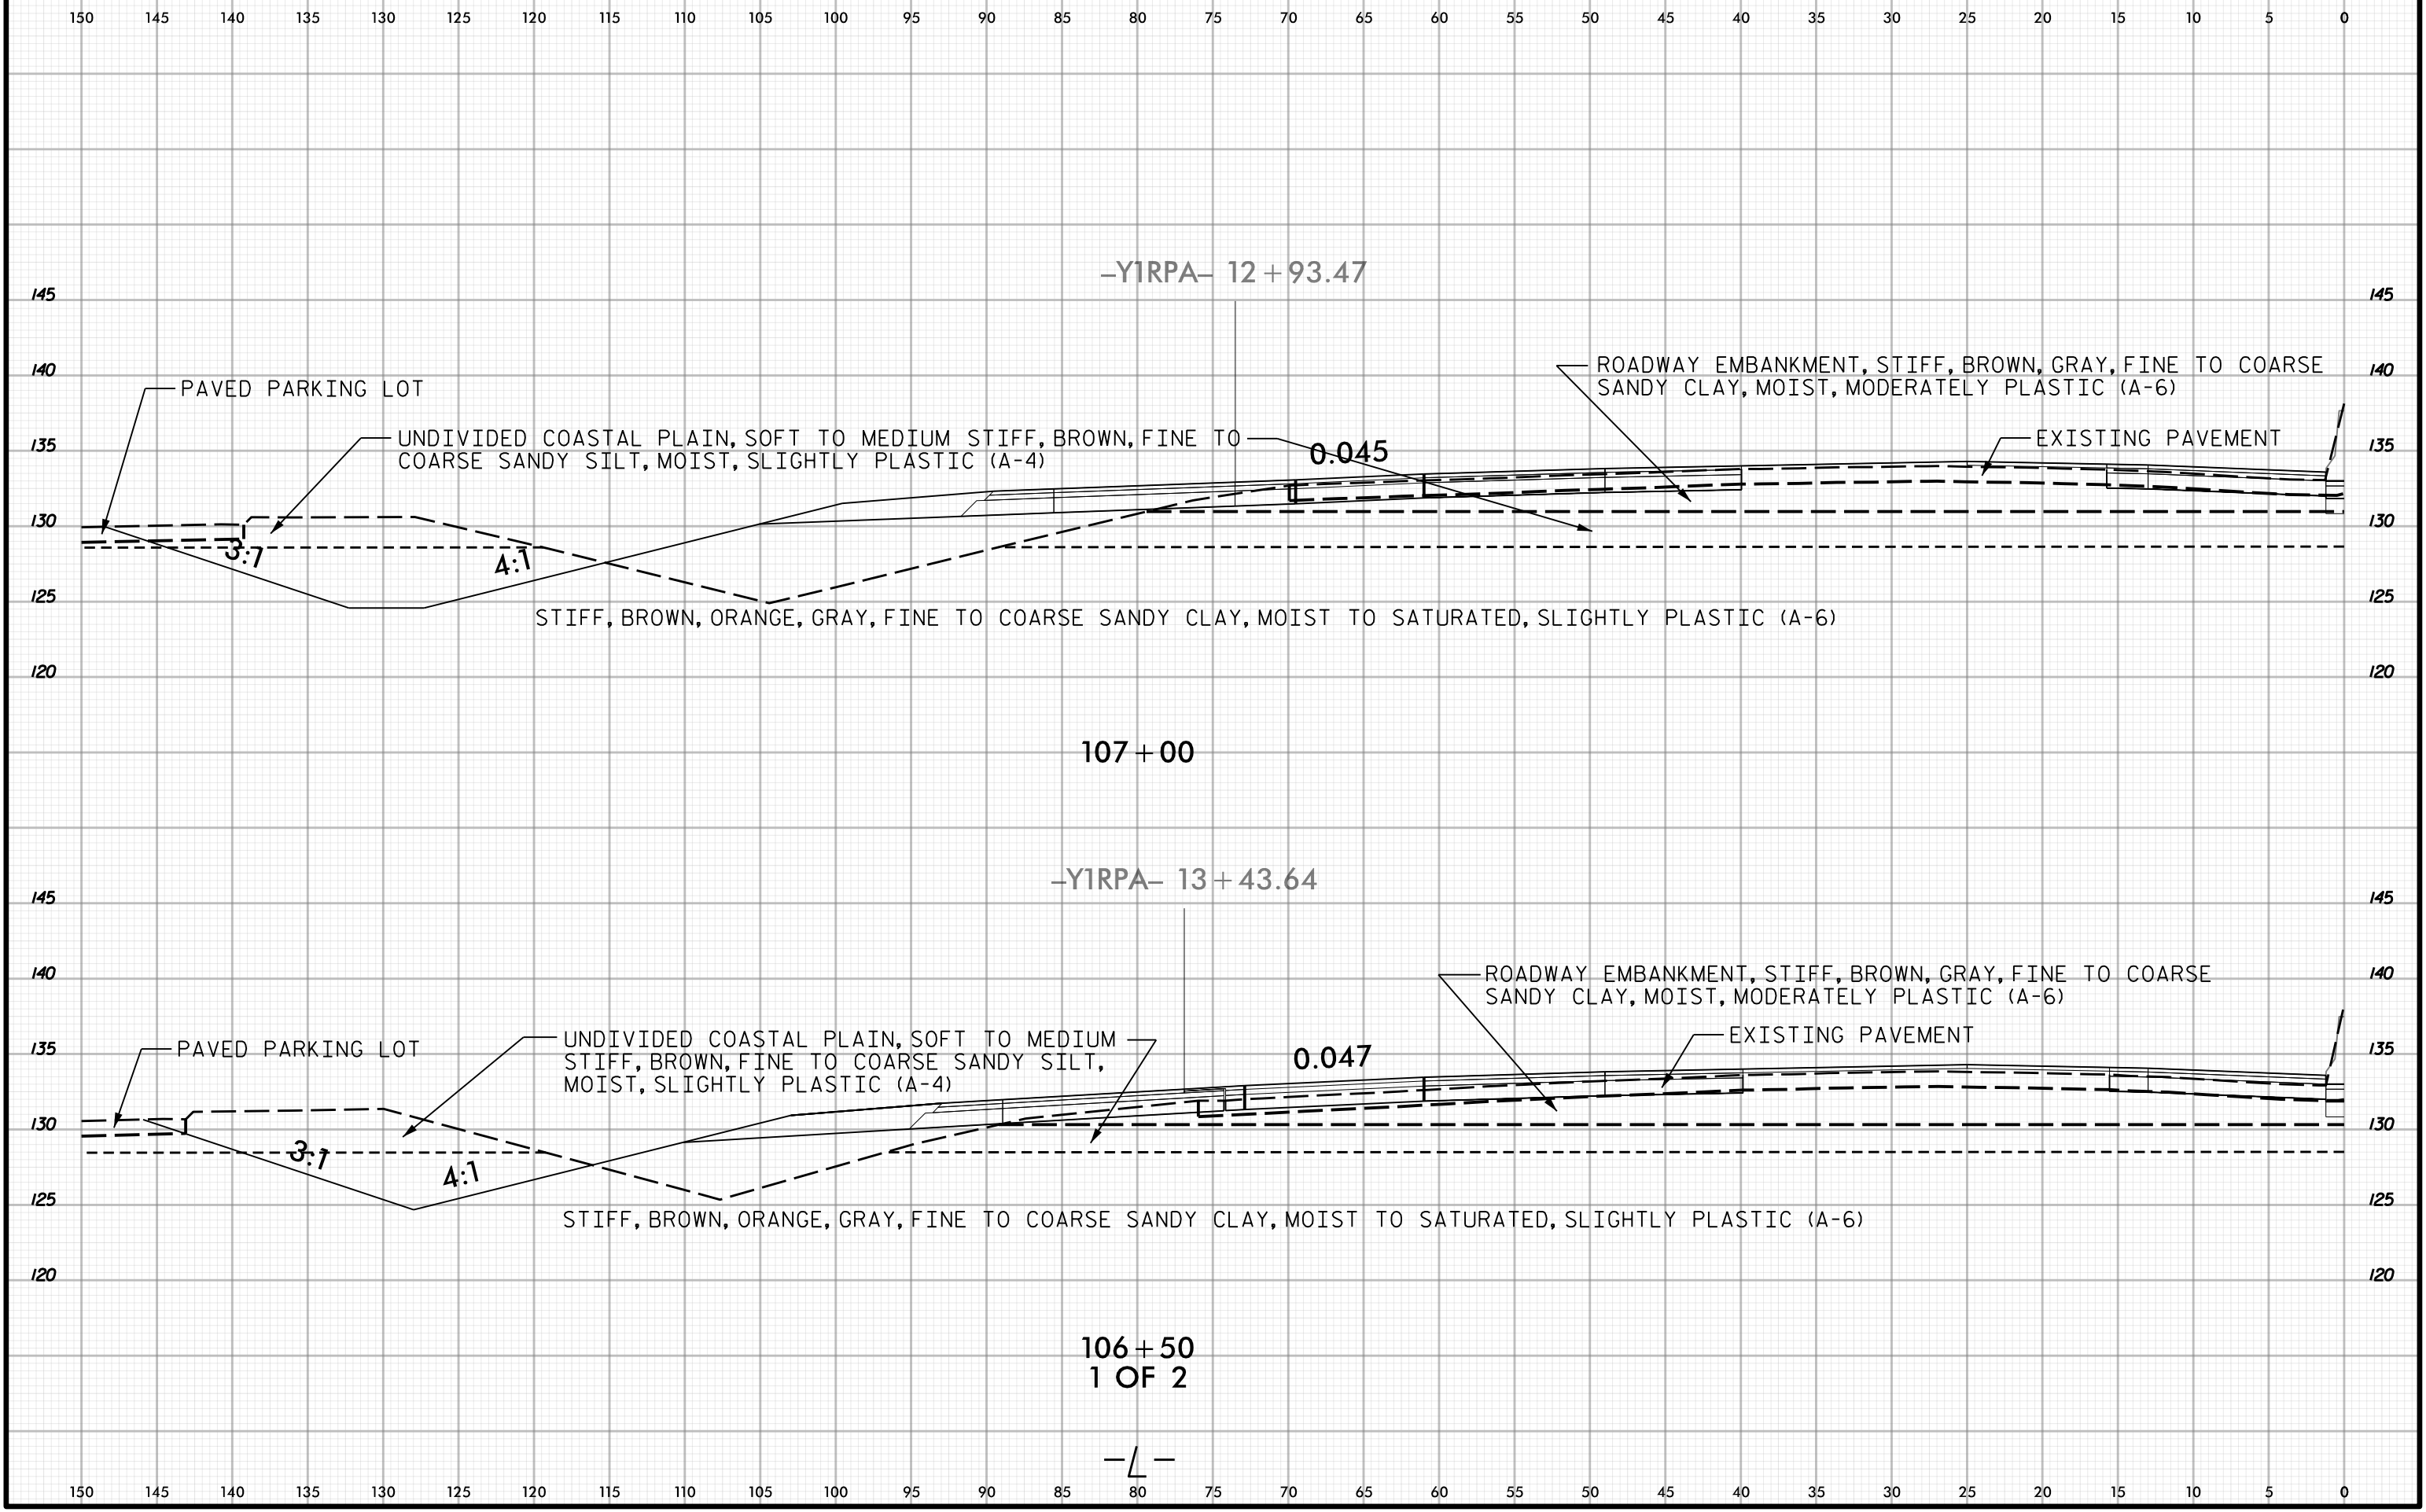 150 145 140 135 130 125 120 115 110 105 100 95 90 85 80 75 70 65 60 55 50 45 40 35 30 25 20 15 10 5 0
–Y1RPA– 12+93.47
145 145
140 140
ROADWAY EMBANKMENT, STIFF, BROWN, GRAY, FINE TO COARSE
SANDY CLAY, MOIST, MODERATELY PLASTIC (A-6)
PAVED PARKING LOT
UNDIVIDED COASTAL PLAIN, SOFT TO MEDIUM STIFF, BROWN, FINE TO
COARSE SANDY SILT, MOIST, SLIGHTLY PLASTIC (A-4)
0.045
EXISTING PAVEMENT
135 135
130 130
3:1
4:1
125 125
STIFF, BROWN, ORANGE, GRAY, FINE TO COARSE SANDY CLAY, MOIST TO SATURATED, SLIGHTLY PLASTIC (A-6)
120 120
107+00
–Y1RPA– 13+43.64
145 145
140 140
ROADWAY EMBANKMENT, STIFF, BROWN, GRAY, FINE TO COARSE
SANDY CLAY, MOIST, MODERATELY PLASTIC (A-6)
EXISTING PAVEMENT
PAVED PARKING LOT
UNDIVIDED COASTAL PLAIN, SOFT TO MEDIUM
STIFF, BROWN, FINE TO COARSE SANDY SILT,
MOIST, SLIGHTLY PLASTIC (A-4)
0.047
135 135
130 130
3:1
4:1
125 125
STIFF, BROWN, ORANGE, GRAY, FINE TO COARSE SANDY CLAY, MOIST TO SATURATED, SLIGHTLY PLASTIC (A-6)
120 120
106+50
1 OF 2
–L–
150 145 140 135 130 125 120 115 110 105 100 95 90 85 80 75 70 65 60 55 50 45 40 35 30 25 20 15 10 5 0